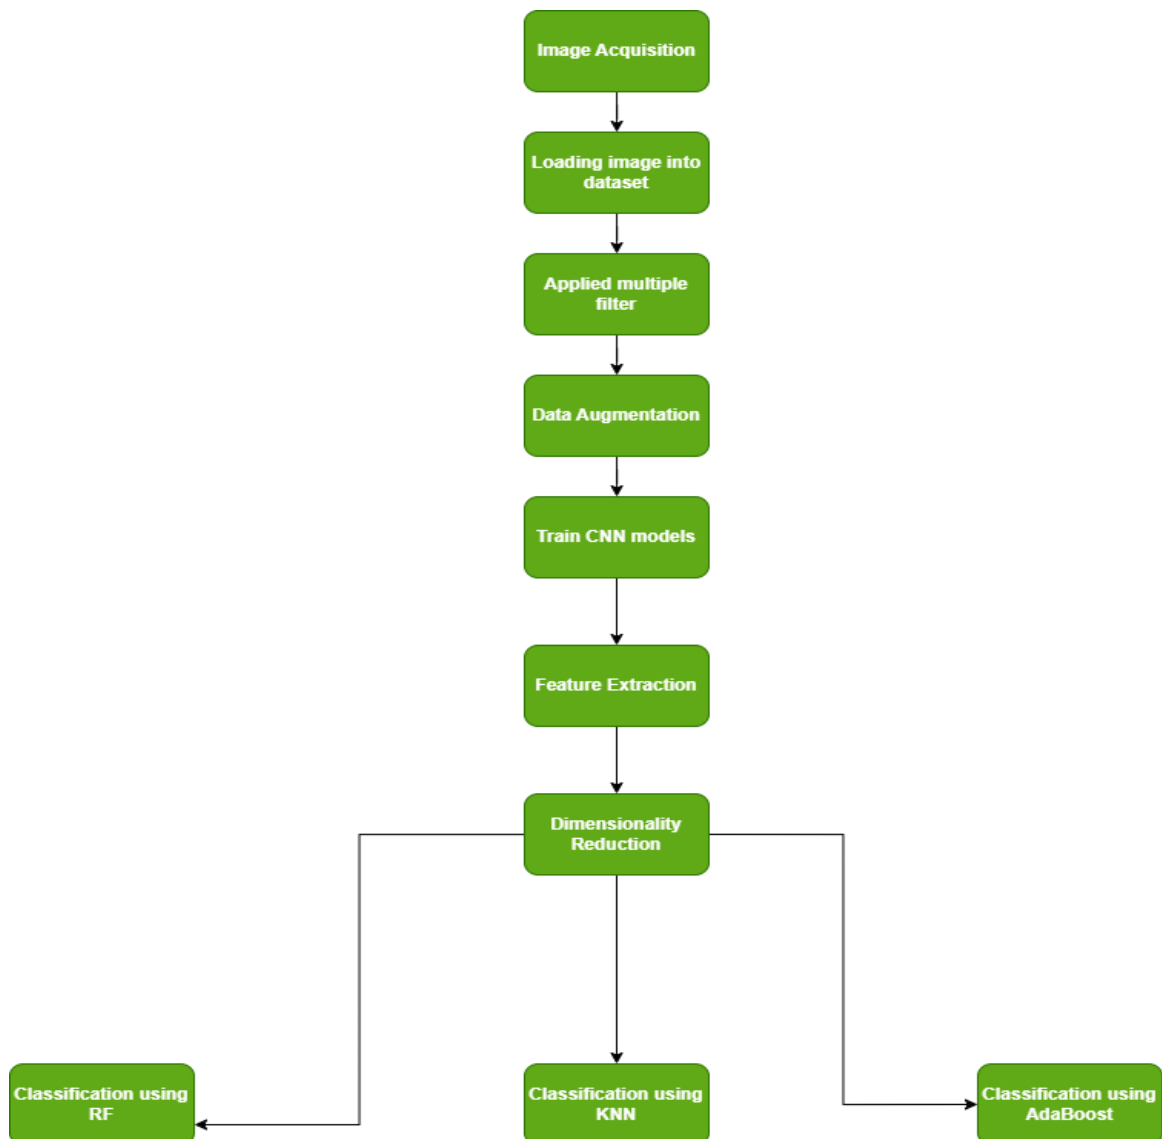 Image Acquisition
Loading image into
dataset
Applied multiple
filter
Data Augmentation
Train CNN models
Feature Extraction
Dimensionality
Reduction
Classification using
RF
Classification using
KNN
Classification using
AdaBoost